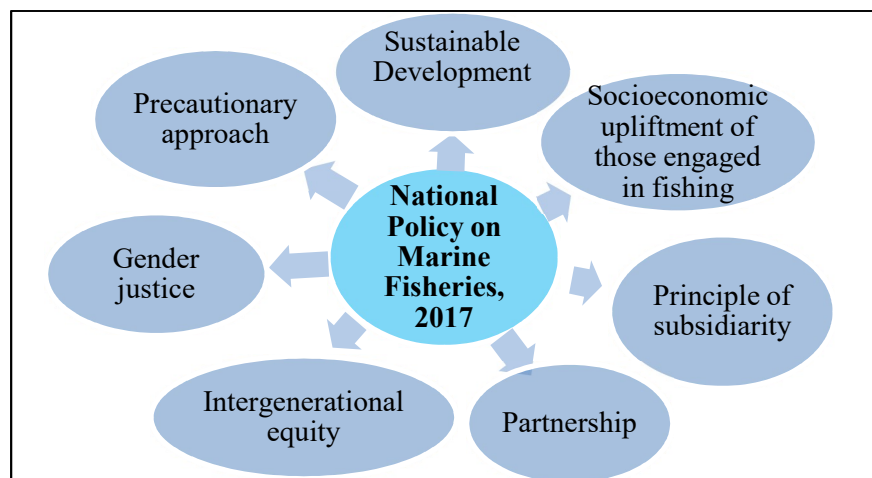 Sustainable
Development
Socioeconomic
upliftment of
those engaged
in fishing
Principle of
subsidiarity
Partnership
Intergenerational
equity
Gender
justice
Precautionary
approach
National
Policy on
Marine
Fisheries,
2017